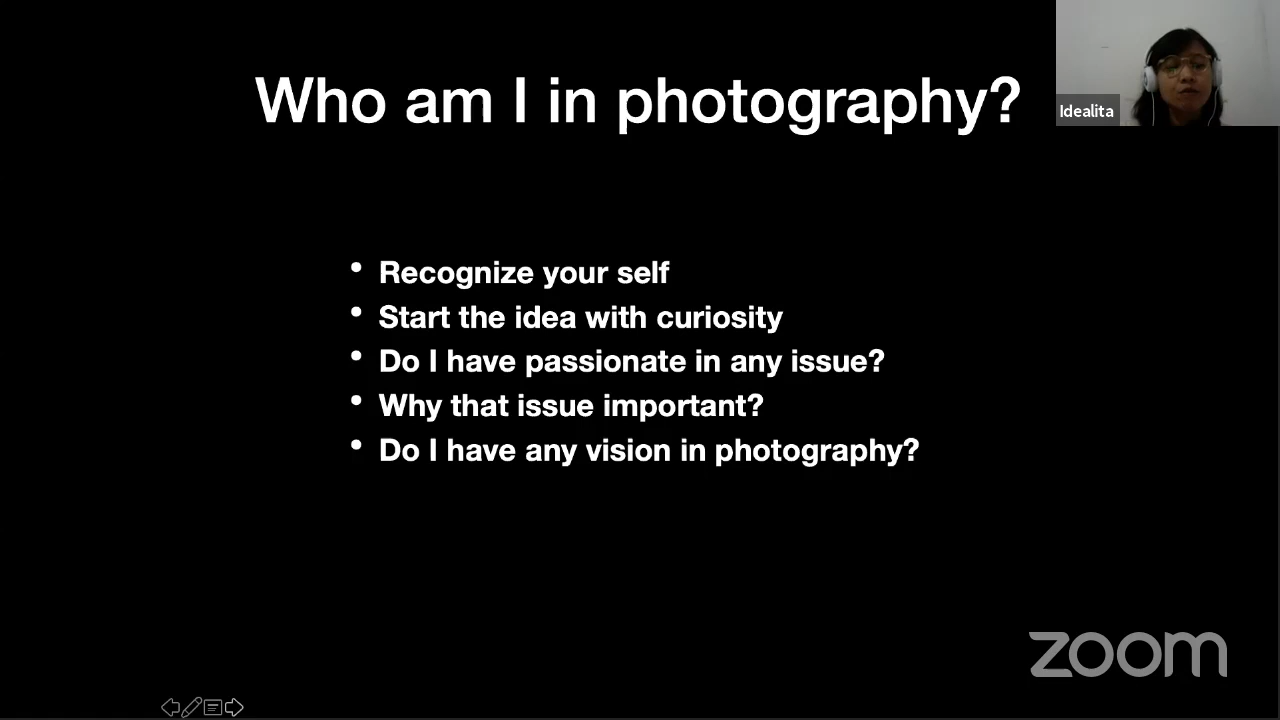 Who am I in photography?
Idealita
• Recognize your self
• Start the idea with curiosity
• Do I have passionate in any issue?
• Why that issue important?
• Do I have any vision in photography?
zoom